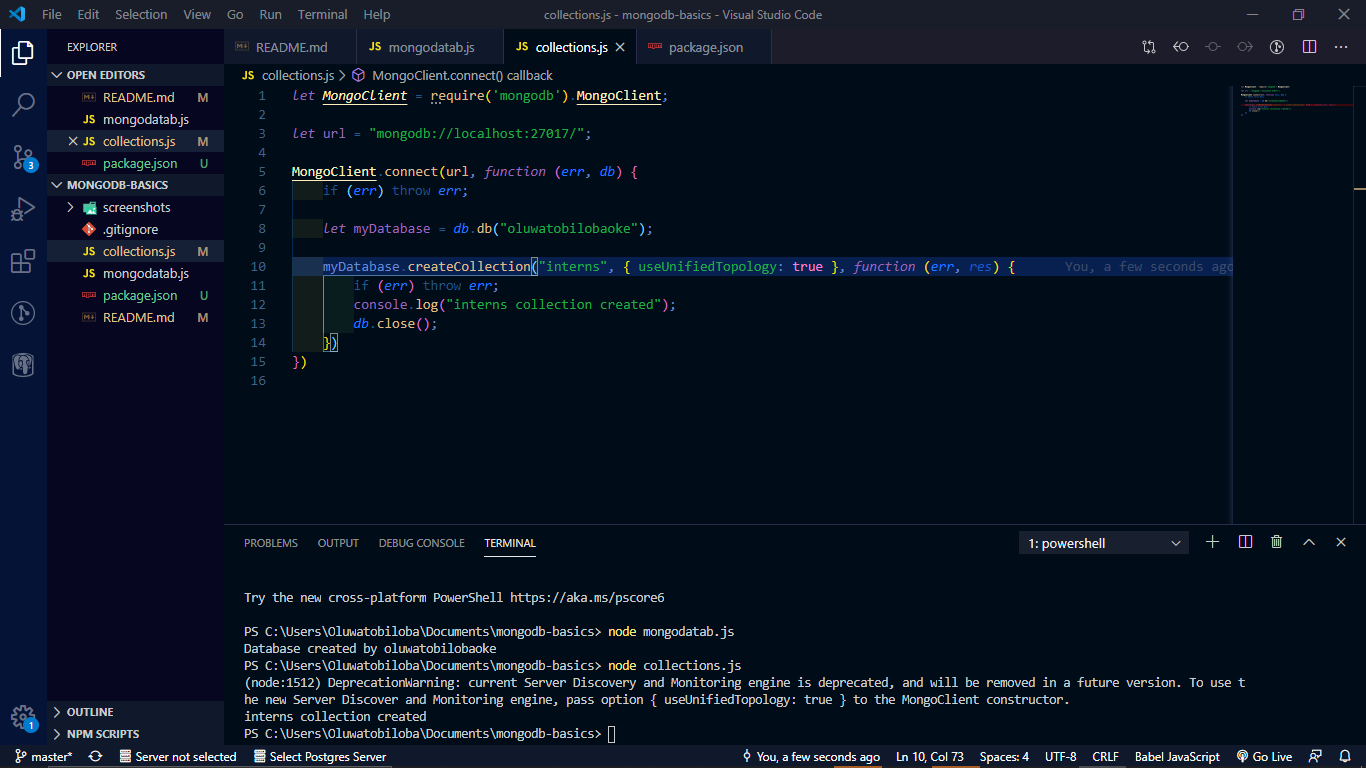 File Edit Selection View Go Run Terminal Help collections.js - mongodb-basics - Visual Studio Code
EXPLORER
OPEN EDITORS
README.md M
JS mongodatab.js
JS collections.js M
package.json U
MONGODB-BASICS
screenshots
.gitignore
JS collections.js M
JS mongodatab.js
package.json U
README.md M
OUTLINE
NPM SCRIPTS
3
1
README.md JS mongodatab.js JS collections.js package.json
JS collections.js > MongoClient.connect() callback
1 let MongoClient = require('mongodb').MongoClient;
2
3 let url = "mongodb://localhost:27017/";
4
5 MongoClient.connect(url, function (err, db) {
6 if (err) throw err;
7
8 let myDatabase = db.db("oluwatobilobaoke");
9
10 myDatabase.createCollection("interns", { useUnifiedTopology: true }, function (err, res) { You, a few seconds ago
11 if (err) throw err;
12 console.log("interns collection created");
13 db.close();
14 })
15 })
16
PROBLEMS OUTPUT DEBUG CONSOLE TERMINAL 1: powershell
Try the new cross-platform PowerShell https://aka.ms/pscore6
PS C:\Users\Oluwatobiloba\Documents\mongodb-basics> node mongodatab.js
Database created by oluwatobilobaoke
PS C:\Users\Oluwatobiloba\Documents\mongodb-basics> node collections.js
(node:1512) DeprecationWarning: current Server Discovery and Monitoring engine is deprecated, and will be removed in a future version. To use t
he new Server Discover and Monitoring engine, pass option { useUnifiedTopology: true } to the MongoClient constructor.
interns collection created
PS C:\Users\Oluwatobiloba\Documents\mongodb-basics>
master* Server not selected Select Postgres Server You, a few seconds ago Ln 10, Col 73 Spaces: 4 UTF-8 CRLF Babel JavaScript Go Live